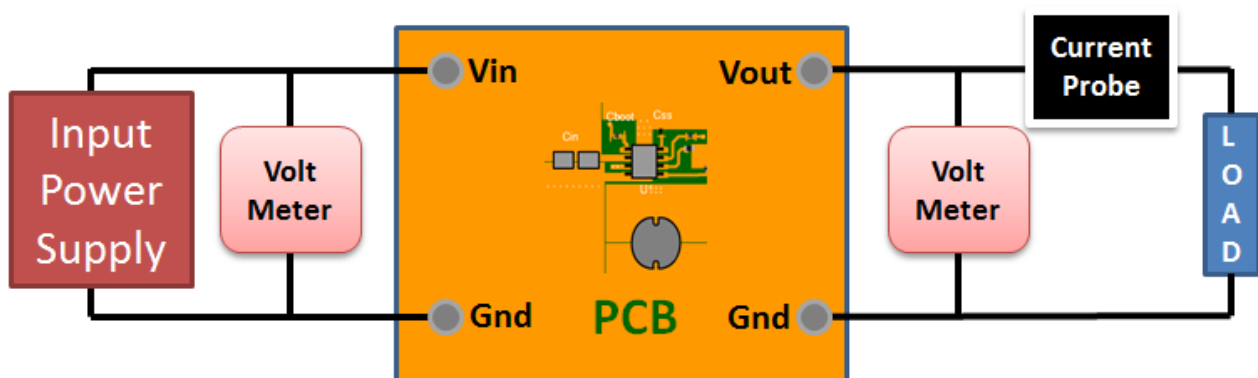 Input
Power
Supply
Volt
Meter
Vin
Gnd
Cin
Cboot
Css
U1::
PCB
Vout
Gnd
Volt
Meter
Current
Probe
L
O
A
D